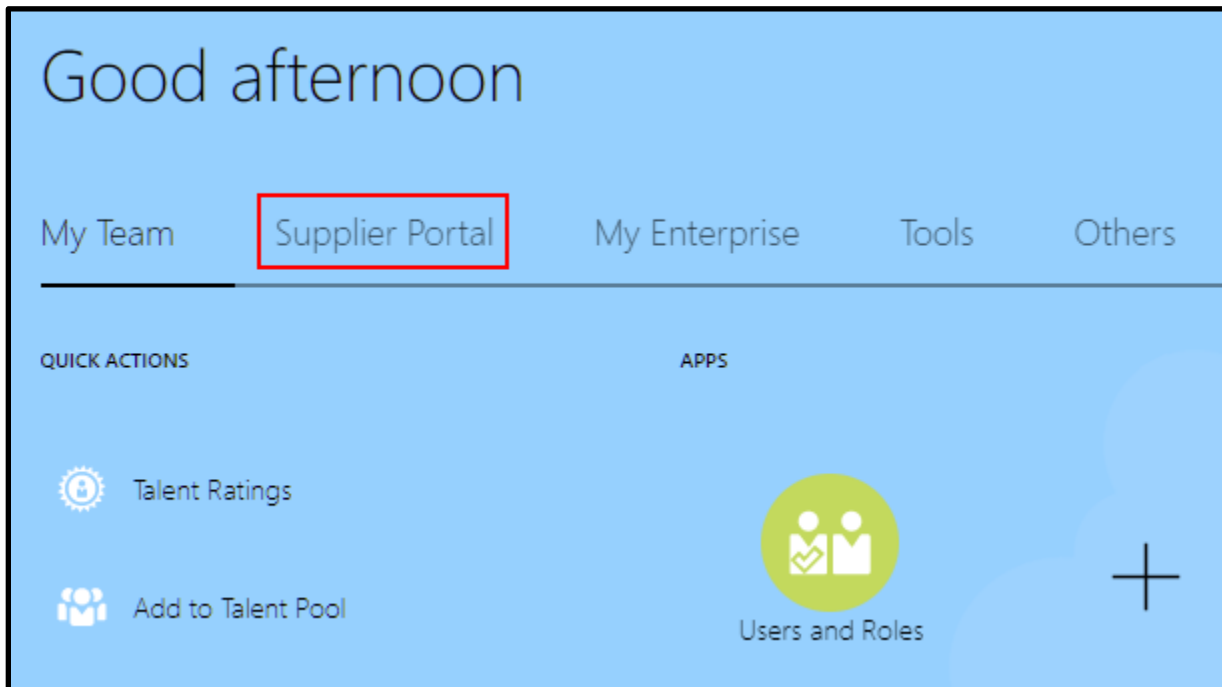 Good afternoon
My Team Supplier Portal My Enterprise Tools Others
QUICK ACTIONS APPS
Talent Ratings
Add to Talent Pool
Users and Roles